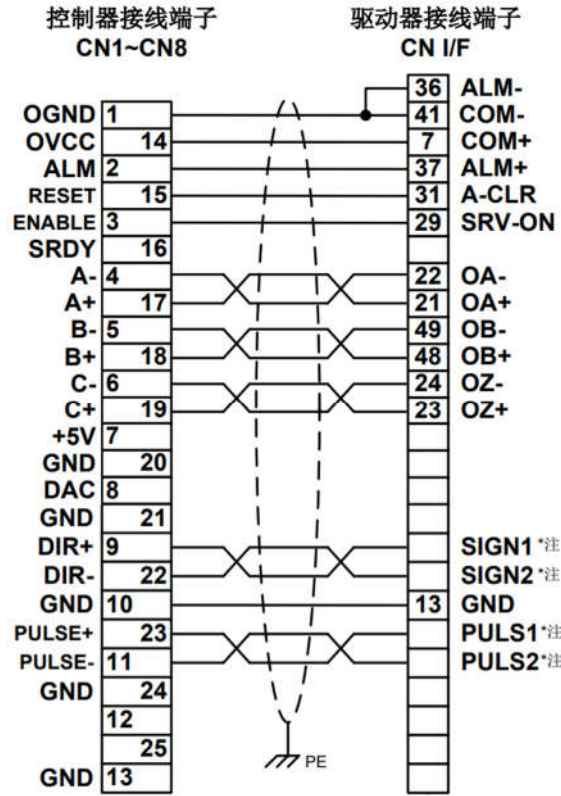 控制器接线端子 驱动器接线端子
CN1~CN8 CN I/F
36 ALM-
OGND 1 41 COM-
OVCC 14 7 COM+
ALM 2 37 ALM+
RESET 15 31 A-CLR
ENABLE 3 29 SRV-ON
SRDY 16
A- 4 22 OA-
A+ 17 21 OA+
B- 5 49 OB-
B+ 18 48 OB+
C- 6 24 OZ-
C+ 19 23 OZ+
+5V 7
GND 20
DAC 8
GND 21
DIR+ 9 SIGN1 *注
DIR- 22 SIGN2 *注
GND 10 13 GND
PULSE+ 23 PULS1 *注
PULSE- 11 PULS2 *注
GND 24
12
25
GND 13
PE